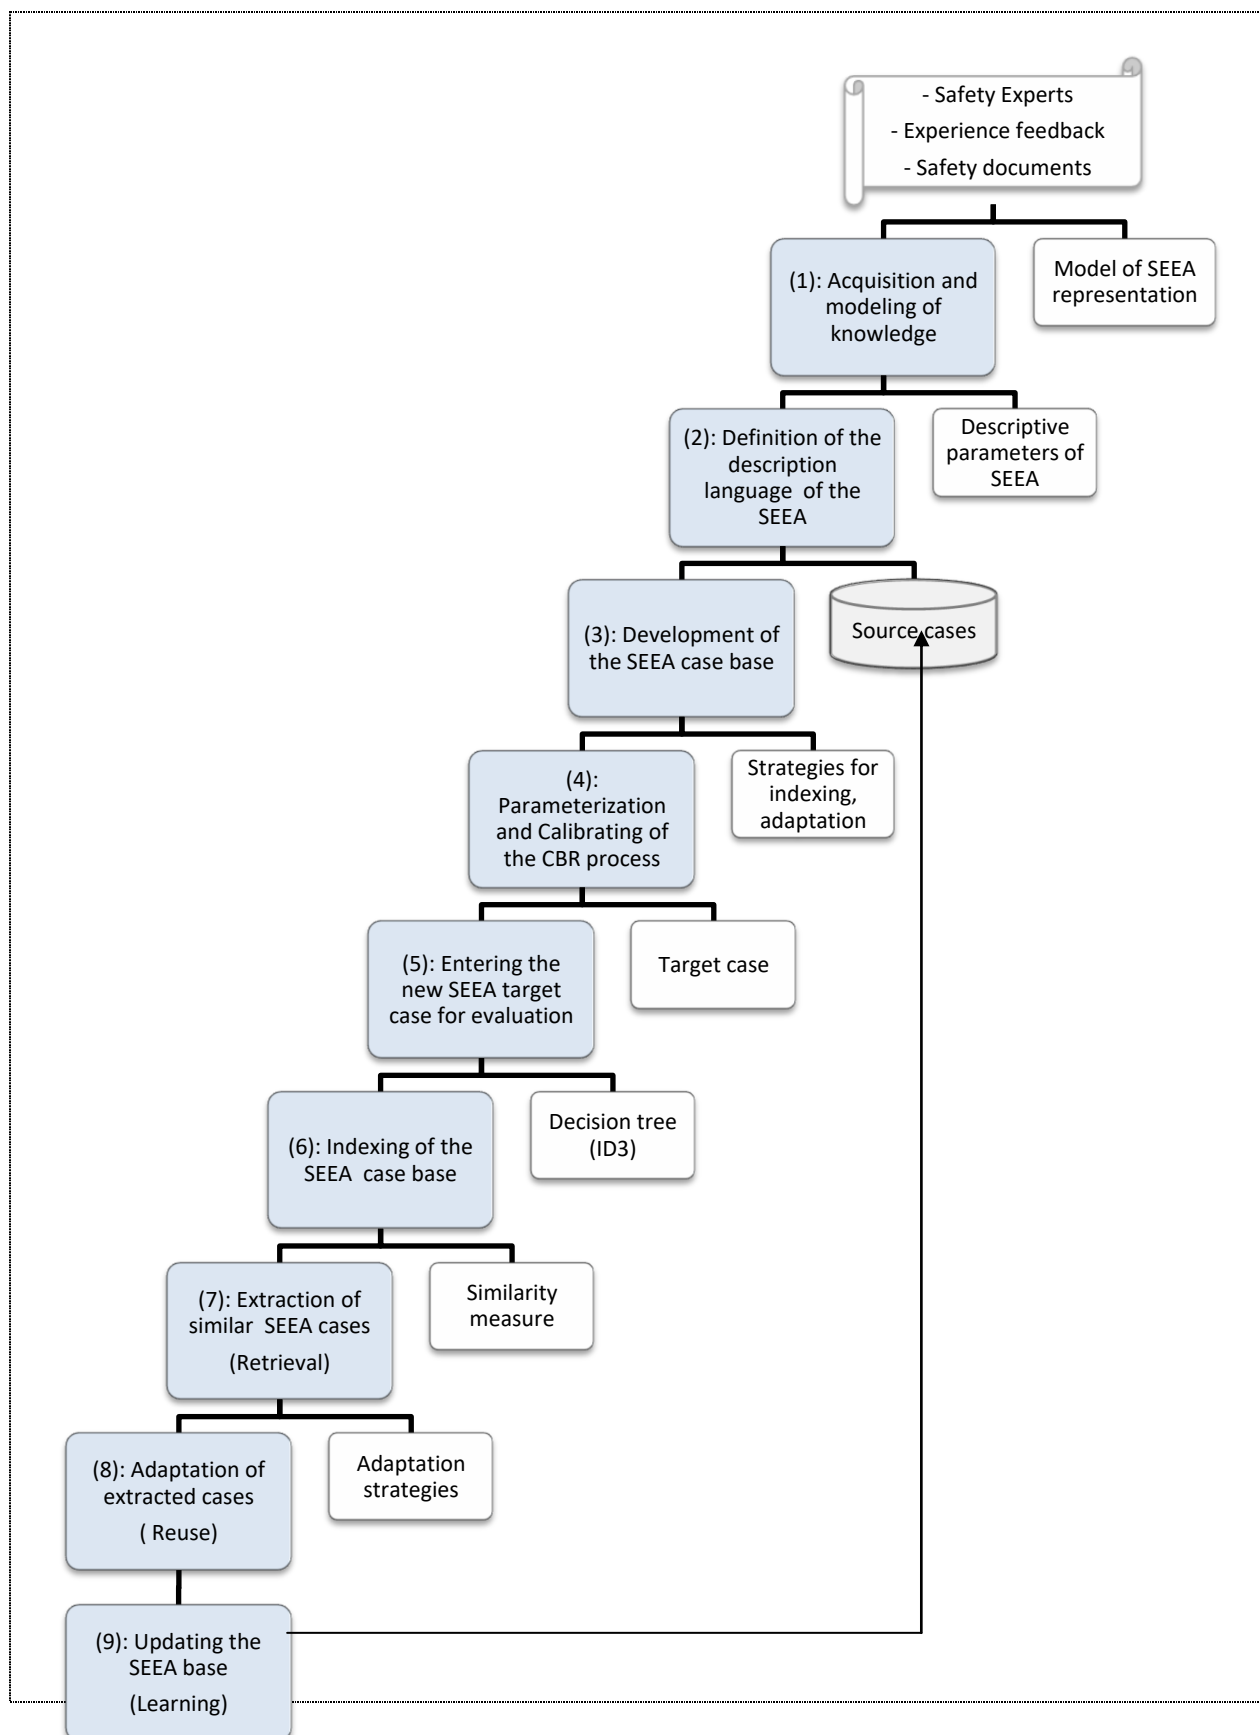 - Safety Experts
- Experience feedback
- Safety documents
(1): Acquisition and
modeling of
knowledge
Model of SEEA
representation
(2): Definition of the
description
language  of the
SEEA
Descriptive
parameters of
SEEA
(3): Development of
the SEEA case base
Source cases
(4):
Parameterization
and Calibrating of
the CBR process
Strategies for
indexing,
adaptation
(5): Entering the
new SEEA target
case for evaluation
Target case
(6): Indexing of the
SEEA  case base
Decision tree
(ID3)
(7): Extraction of
similar  SEEA cases
(Retrieval)
Similarity
measure
(8): Adaptation of
extracted cases
( Reuse)
Adaptation
strategies
(9): Updating the
SEEA base
(Learning)